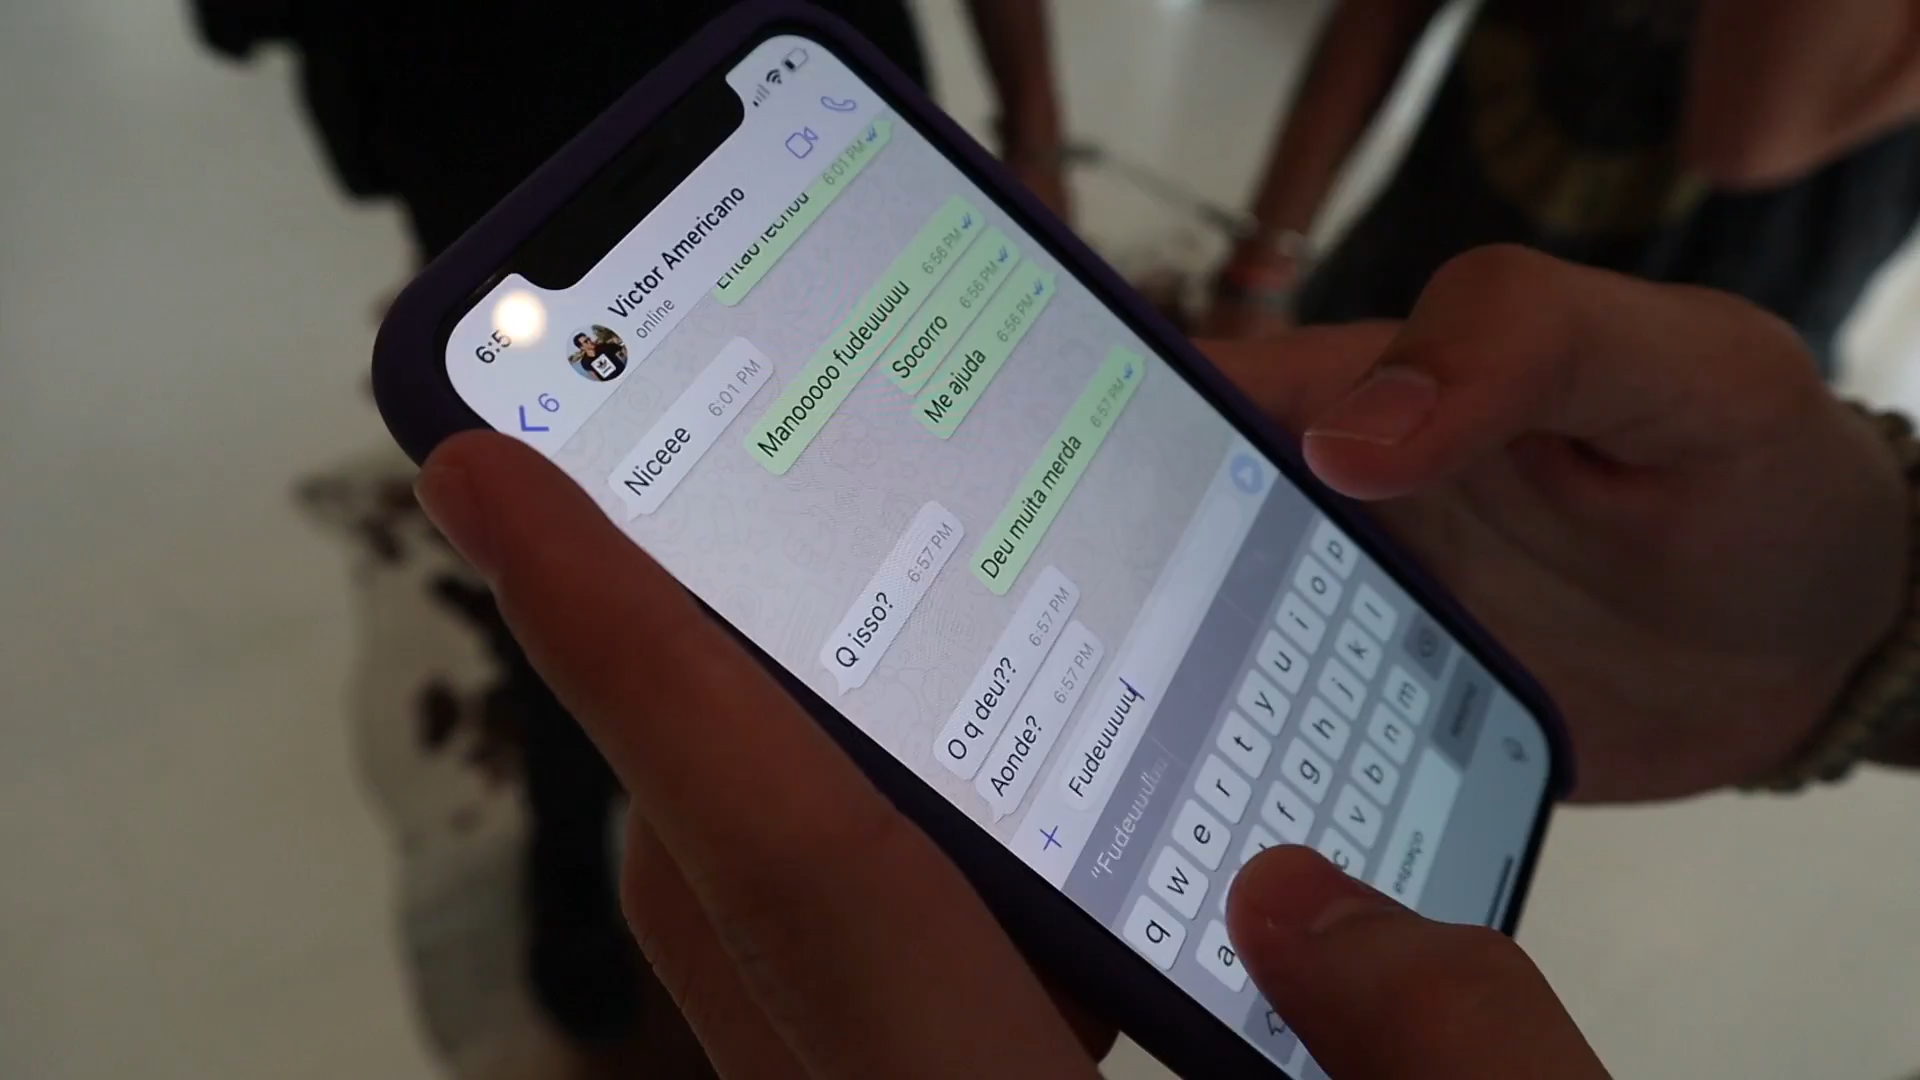 6:5
6
Victor Americano
online
Então fechou 6:01 PM
Niceee 6:01 PM
Manooooo fudeuuuuu 6:56 PM
Socorro 6:56 PM
Me ajuda 6:56 PM
Deu muita merda 6:57 PM
Q isso? 6:57 PM
O q deu?? 6:57 PM
Aonde? 6:57 PM
Fudeuuuuu
q w e r t y u i o p
a f g h j k l
c v b n m
espaço